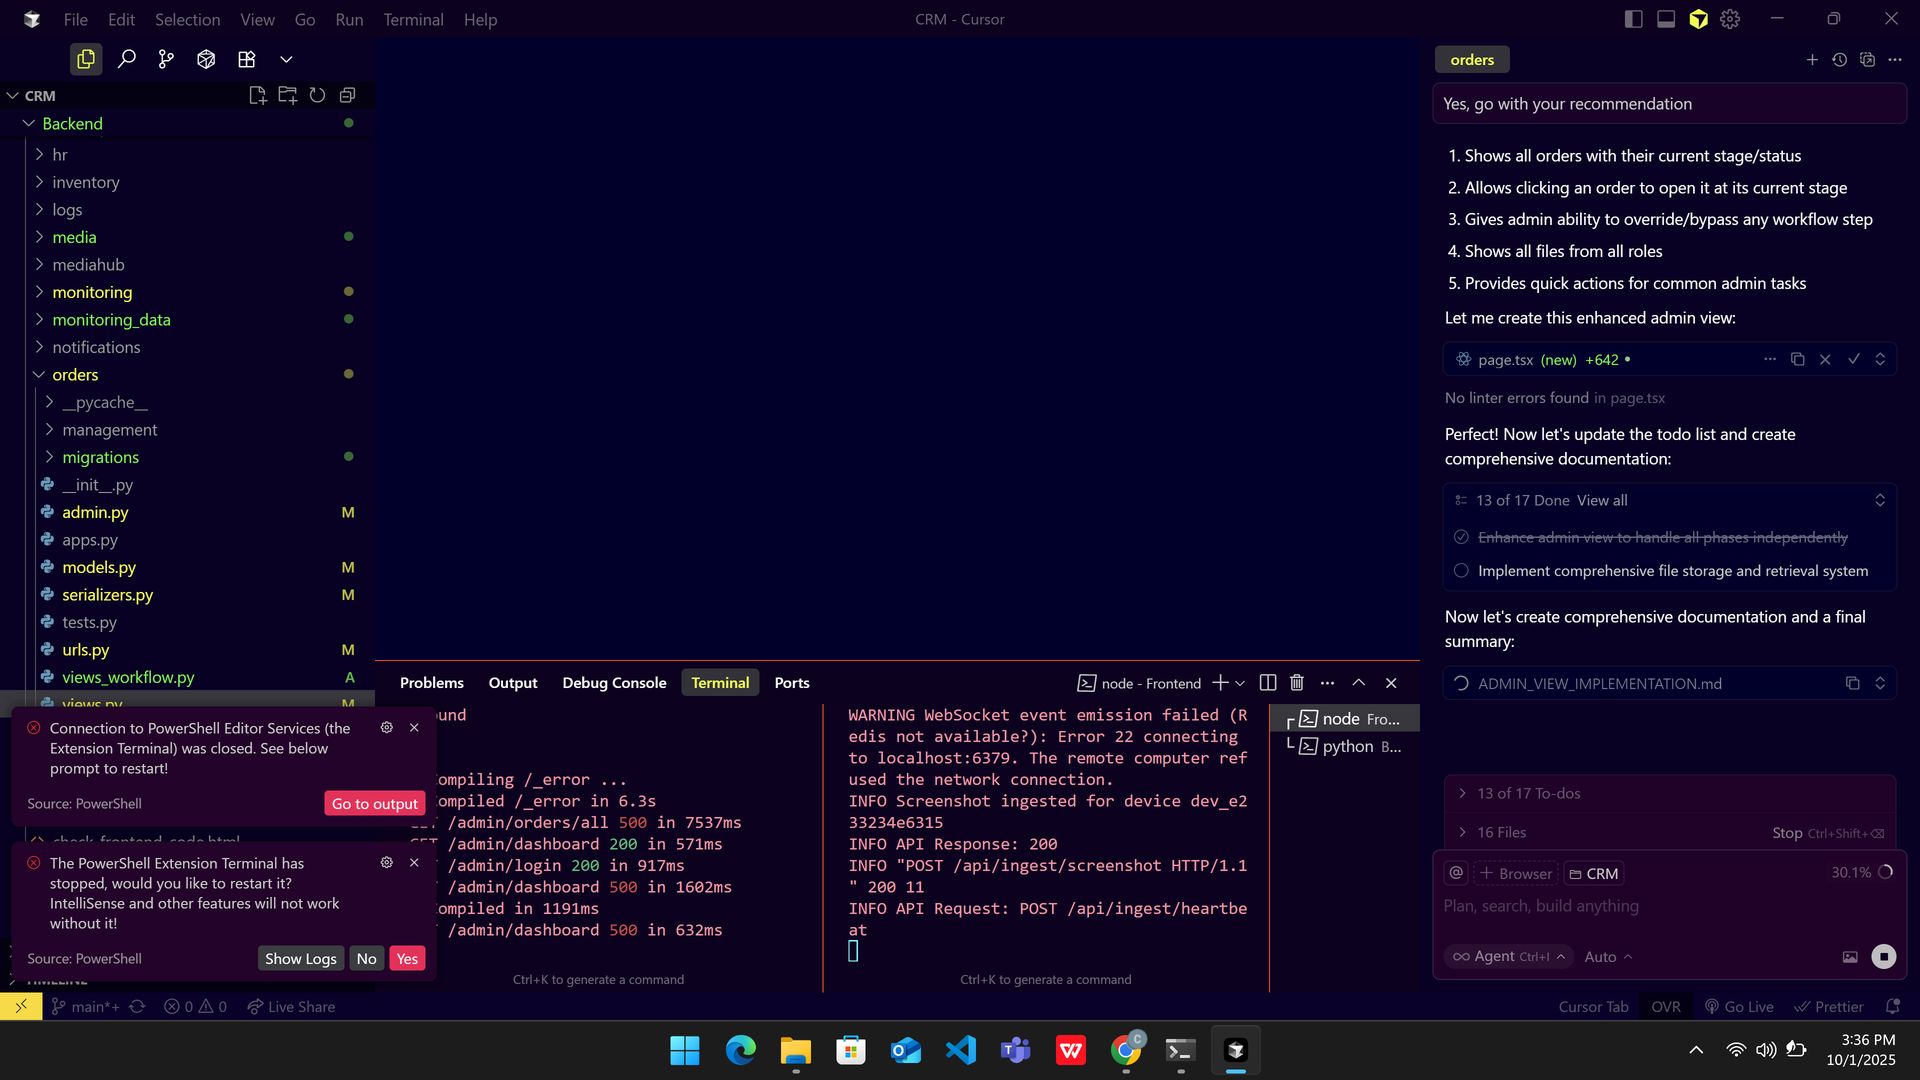 File Edit Selection View Go Run Terminal Help
CRM - Cursor
CRM
Backend
hr
inventory
logs
media
mediahub
monitoring
monitoring_data
notifications
orders
__pycache__
management
migrations
__init__.py
admin.py M
apps.py
models.py M
serializers.py M
tests.py
urls.py M
views_workflow.py A
views.py M
Connection to PowerShell Editor Services (the
Extension Terminal) was closed. See below
prompt to restart!
Source: PowerShell
Go to output
check_frontend_code.html
The PowerShell Extension Terminal has
stopped, would you like to restart it?
IntelliSense and other features will not work
without it!
Source: PowerShell
Show Logs No Yes
TIMELINE
Problems Output Debug Console Terminal Ports
node - Frontend
ound
ompiling /_error ...
ompiled /_error in 6.3s
GET /admin/orders/all 500 in 7537ms
GET /admin/dashboard 200 in 571ms
/admin/login 200 in 917ms
/admin/dashboard 500 in 1602ms
ompiled in 1191ms
/admin/dashboard 500 in 632ms
Ctrl+K to generate a command
WARNING WebSocket event emission failed (R
edis not available?): Error 22 connecting
to localhost:6379. The remote computer ref
used the network connection.
INFO Screenshot ingested for device dev_e2
33234e6315
INFO API Response: 200
INFO "POST /api/ingest/screenshot HTTP/1.1
" 200 11
INFO API Request: POST /api/ingest/heartbe
at
Ctrl+K to generate a command
node Fro...
python B...
orders
Yes, go with your recommendation
1. Shows all orders with their current stage/status
2. Allows clicking an order to open it at its current stage
3. Gives admin ability to override/bypass any workflow step
4. Shows all files from all roles
5. Provides quick actions for common admin tasks
Let me create this enhanced admin view:
page.tsx (new) +642 •
No linter errors found in page.tsx
Perfect! Now let's update the todo list and create
comprehensive documentation:
13 of 17 Done View all
Enhance admin view to handle all phases independently
Implement comprehensive file storage and retrieval system
Now let's create comprehensive documentation and a final
summary:
ADMIN_VIEW_IMPLEMENTATION.md
13 of 17 To-dos
16 Files
Stop Ctrl+Shift+⌫
@ + Browser CRM 30.1%
Plan, search, build anything
∞ Agent Ctrl+I Auto
main*+ 0 0 Live Share
Cursor Tab OVR Go Live Prettier
3:36 PM
10/1/2025